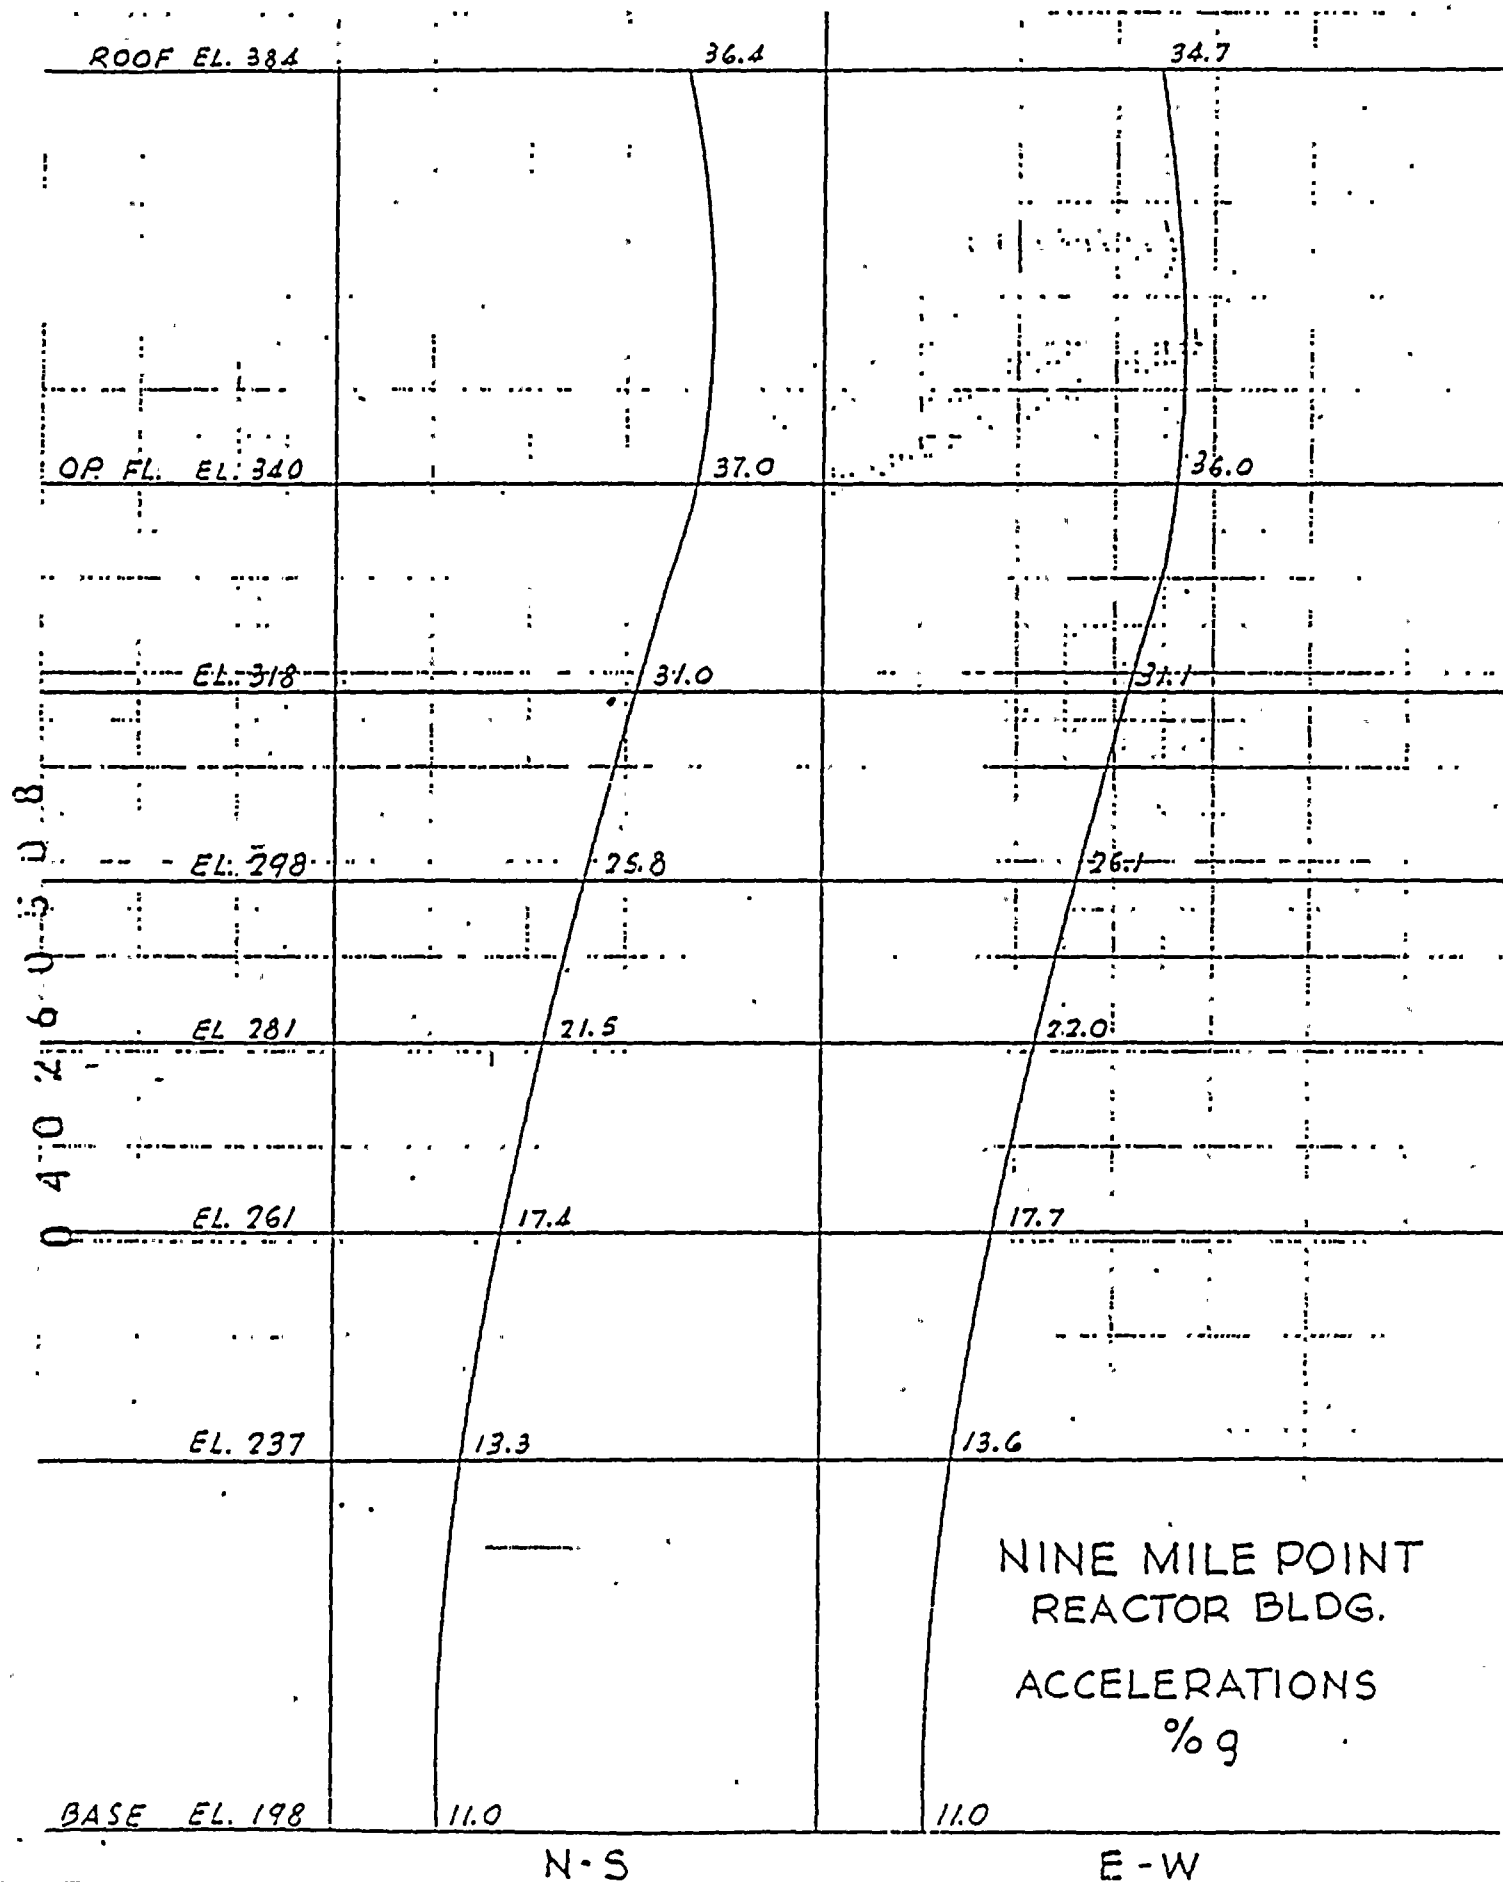 ROOF EL. 384 36.4 34.7
OP. FL. EL. 340 37.0 36.0
EL. 318 31.0 31.1
EL. 298 25.8 26.1
EL 281 21.5 22.0
EL. 261 17.4 17.7
EL. 237 13.3 13.6
BASE EL. 198 11.0 11.0
N-S E-W
NINE MILE POINT
REACTOR BLDG.
ACCELERATIONS
% g